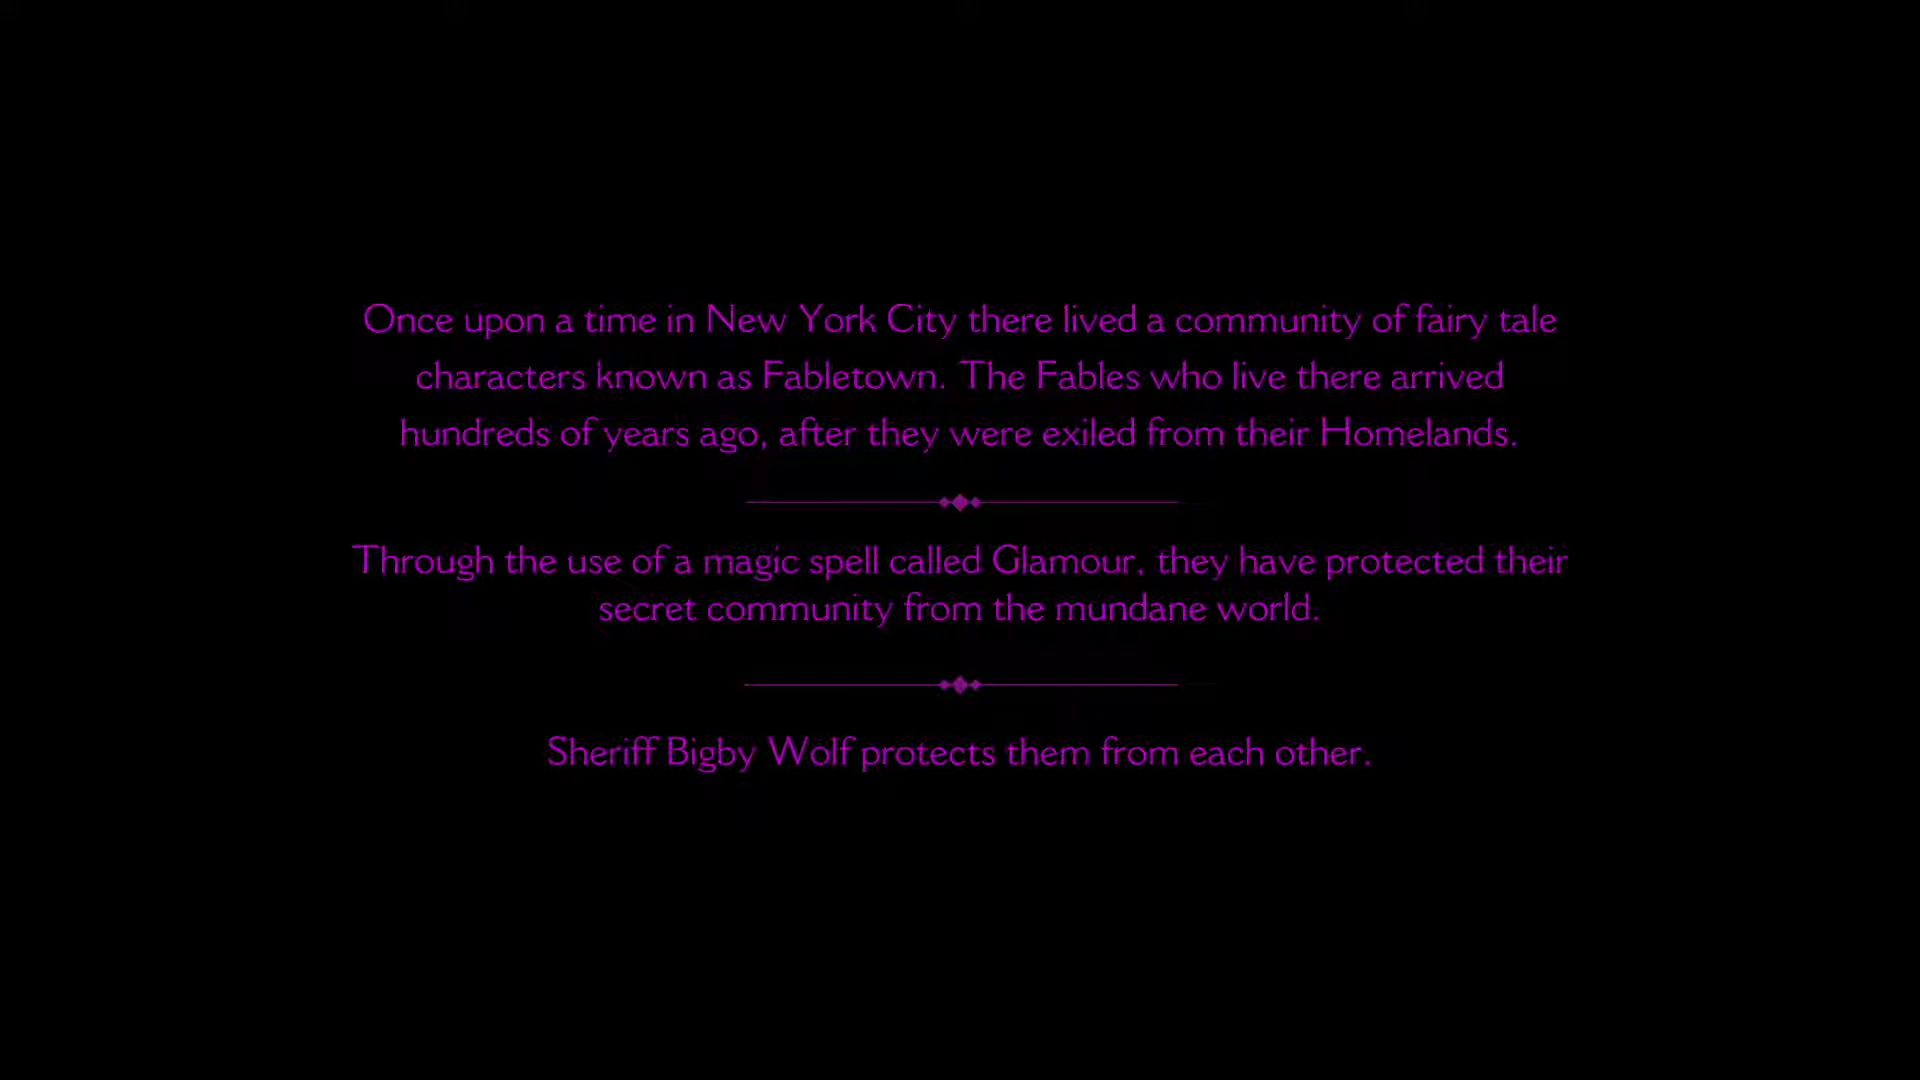 Once upon a time in New York City there lived a community of fairy tale
characters known as Fabletown. The Fables who live there arrived
hundreds of years ago, after they were exiled from their Homelands.
Through the use of a magic spell called Glamour, they have protected their
secret community from the mundane world.
Sheriff Bigby Wolf protects them from each other.